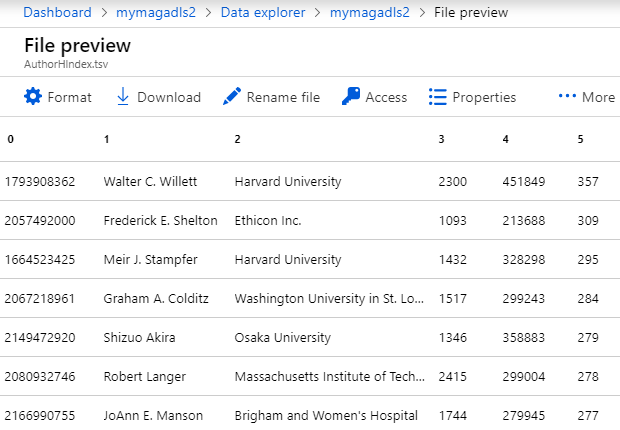 Dashboard > mymagadls2 > Data explorer > mymagadls2 > File preview
File preview
AuthorHIndex.tsv
Format Download Rename file Access Properties ••• More
0 1 2 3 4 5
1793908362 Walter C. Willett Harvard University 2300 451849 357
2057492000 Frederick E. Shelton Ethicon Inc. 1093 213688 309
1664523425 Meir J. Stampfer Harvard University 1432 328298 295
2067218961 Graham A. Colditz Washington University in St. Lo... 1517 299243 284
2149472920 Shizuo Akira Osaka University 1346 358883 279
2080932746 Robert Langer Massachusetts Institute of Tech... 2415 299004 278
2166990755 JoAnn E. Manson Brigham and Women's Hospital 1744 279945 277